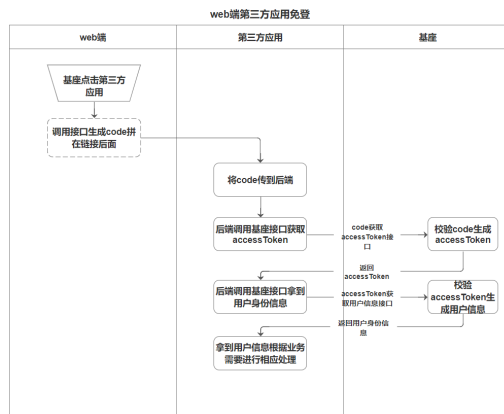 web端第三方应用免登
web端
第三方应用
基座
基座点击第三方
应用
调用接口生成code拼
在链接后面
将code传到后端
后端调用基座接口获取
accessToken
code获取
accessToken接
口
校验code生成
accessToken
返回
accessToken
后端调用基座接口拿到
用户身份信息
accessToken获
取用户信息接口
校验
accessToken生
成用户信息
返回用户身份信
息
拿到用户信息根据业务
需要进行相应处理